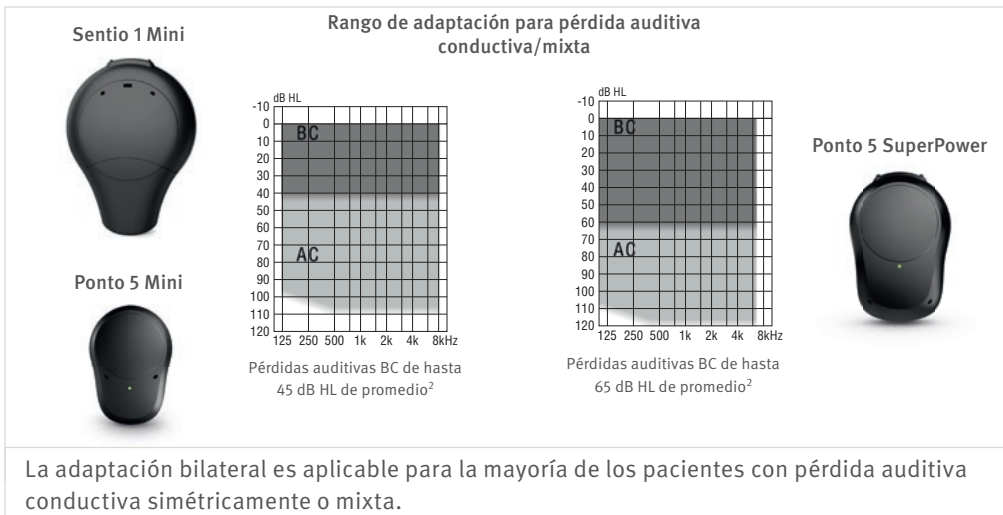 Sentio 1 Mini
Rango de adaptación para pérdida auditiva
conductiva/mixta
Ponto 5 Mini
dB HL
-10
0
10
20
30
40
50
60
70
80
90
100
110
120
BC
AC
125 250 500 1k 2k 4k 8kHz
Pérdidas auditivas BC de hasta
45 dB HL de promedio²
dB HL
-10
0
10
20
30
40
50
60
70
80
90
100
110
120
BC
AC
125 250 500 1k 2k 4k 8kHz
Pérdidas auditivas BC de hasta
65 dB HL de promedio²
Ponto 5 SuperPower
La adaptación bilateral es aplicable para la mayoría de los pacientes con pérdida auditiva
conductiva simétricamente o mixta.